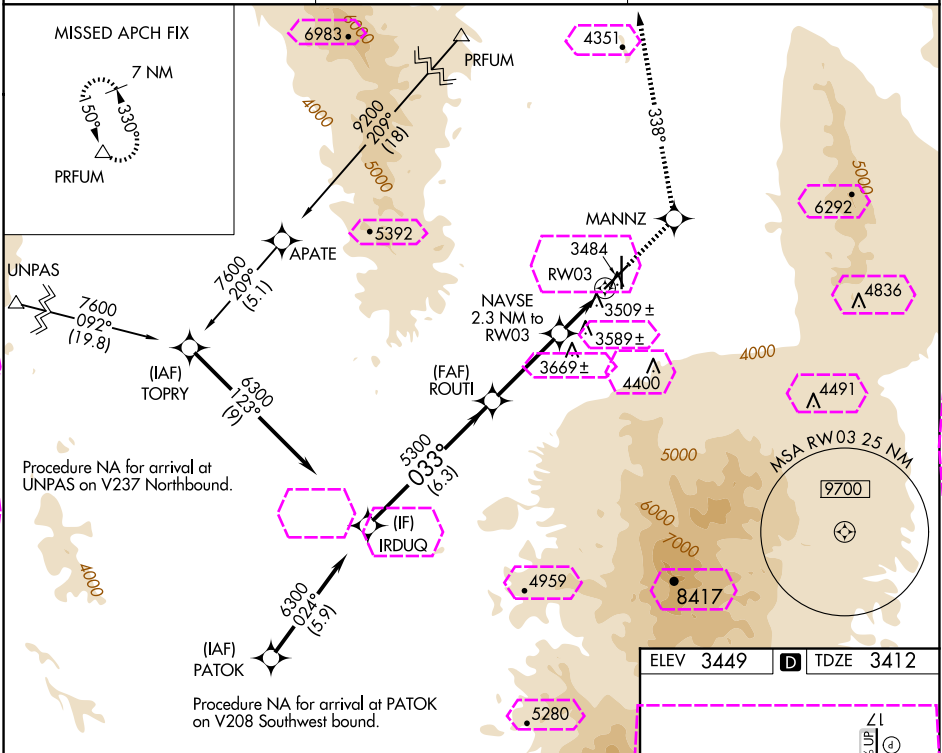 MISSED APCH FIX
7 NM
330°
150°
PRFUM
6983
6000
4351
PRFUM
4000
9200
209°
(18)
338°
5000
5000
6292
5392
MANNZ
APATE
3484
RW03
UNPAS
7600
209°
(5.1)
4836
7600
092°
(19.8)
NAVSE
2.3 NM to
RW03
3509±
3589±
4000
3669±
(IAF)
TOPRY
(FAF)
ROUTI
4400
4491
6300
123°
(9)
5300
033°
(6.3)
5000
MSA RW03 25 NM
Procedure NA for arrival at
UNPAS on V237 Northbound.
9700
6000
(IF)
IRDUQ
7000
4000
4959
8417
6300
024°
(5.9)
(IAF)
PATOK
ELEV 3449
D
TDZE 3412
Procedure NA for arrival at PATOK
on V208 Southwest bound.
5280
17
UP
P